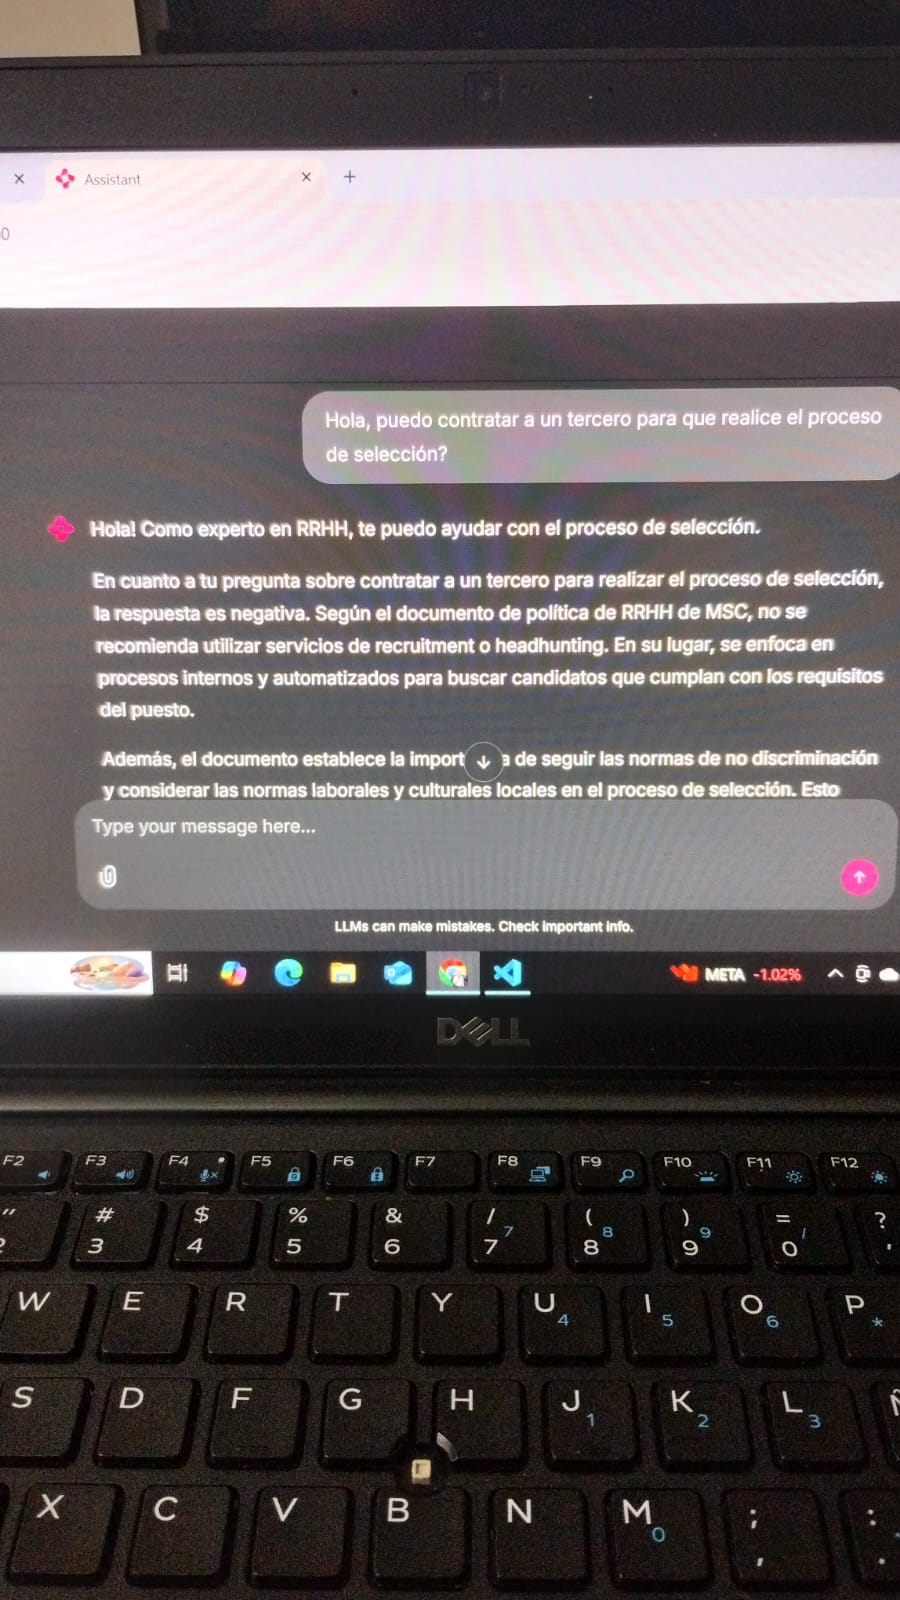 Assistant
0
Hola, puedo contratar a un tercero para que realice el proceso
de selección?
Hola! Como experto en RRHH, te puedo ayudar con el proceso de selección.
En cuanto a tu pregunta sobre contratar a un tercero para realizar el proceso de selección,
la respuesta es negativa. Según el documento de política de RRHH de MSC, no se
recomienda utilizar servicios de recruitment o headhunting. En su lugar, se enfoca en
procesos internos y automatizados para buscar candidatos que cumplan con los requisitos
del puesto.
Además, el documento establece la import a de seguir las normas de no discriminación
y considerar las normas laborales y culturales locales en el proceso de selección. Esto
Type your message here...
LLMs can make mistakes. Check important info.
META -1.02%
DELL
F2 F3 F4 F5 F6 F7 F8 F9 F10 F11 F12
" # $ % & / ( ) = ?
3 4 5 6 7 7 8 8 9 9 0 / '
W E R T Y U 4 I 5 O 6 P *
S D F G H J 1 K 2 L 3
X C V B N M 0 ; , : .